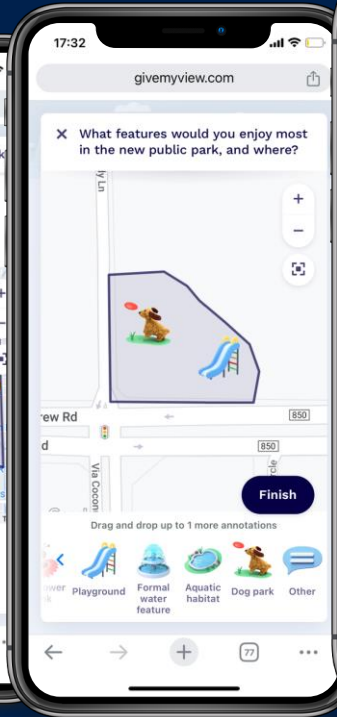 17:32
givemyview.com
What features would you enjoy most
in the new public park, and where?
+
−
850
850
Via Cocon
Finish
Drag and drop up to 1 more annotations
Playground
Formal
water
feature
Aquatic
habitat
Dog park
Other
77